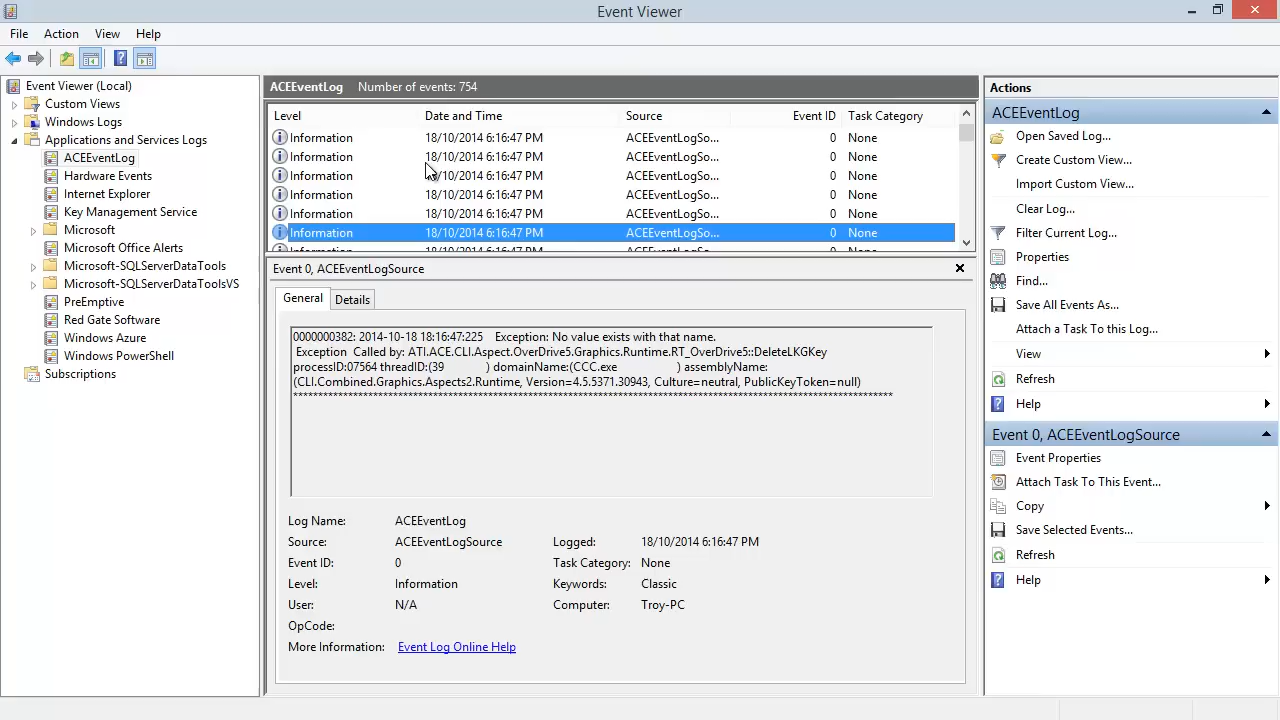 Event Viewer
File Action View Help
Event Viewer (Local)
Custom Views
Windows Logs
Applications and Services Logs
ACEEventLog
Hardware Events
Internet Explorer
Key Management Service
Microsoft
Microsoft Office Alerts
Microsoft-SQLServerDataTools
Microsoft-SQLServerDataToolsVS
PreEmptive
Red Gate Software
Windows Azure
Windows PowerShell
Subscriptions
ACEEventLog Number of events: 754
Level Date and Time Source Event ID Task Category
Information 18/10/2014 6:16:47 PM ACEEventLogSo... 0 None
Information 18/10/2014 6:16:47 PM ACEEventLogSo... 0 None
Information 18/10/2014 6:16:47 PM ACEEventLogSo... 0 None
Information 18/10/2014 6:16:47 PM ACEEventLogSo... 0 None
Information 18/10/2014 6:16:47 PM ACEEventLogSo... 0 None
Information 18/10/2014 6:16:47 PM ACEEventLogSo... 0 None
Information 18/10/2014 6:16:47 PM ACEEventLogSo... 0 None
Event 0, ACEEventLogSource
General Details
0000000382: 2014-10-18 18:16:47:225 Exception: No value exists with that name.
Exception Called by: ATI.ACE.CLI.Aspect.OverDrive5.Graphics.Runtime.RT_OverDrive5::DeleteLKGKey
processID:07564 threadID:(39 ) domainName:(CCC.exe ) assemblyName:
(CLI.Combined.Graphics.Aspects2.Runtime, Version=4.5.5371.30943, Culture=neutral, PublicKeyToken=null)
****************************************************************************************************
Log Name: ACEEventLog
Source: ACEEventLogSource Logged: 18/10/2014 6:16:47 PM
Event ID: 0 Task Category: None
Level: Information Keywords: Classic
User: N/A Computer: Troy-PC
OpCode:
More Information: Event Log Online Help
Actions
ACEEventLog
Open Saved Log...
Create Custom View...
Import Custom View...
Clear Log...
Filter Current Log...
Properties
Find...
Save All Events As...
Attach a Task To this Log...
View
Refresh
Help
Event 0, ACEEventLogSource
Event Properties
Attach Task To This Event...
Copy
Save Selected Events...
Refresh
Help